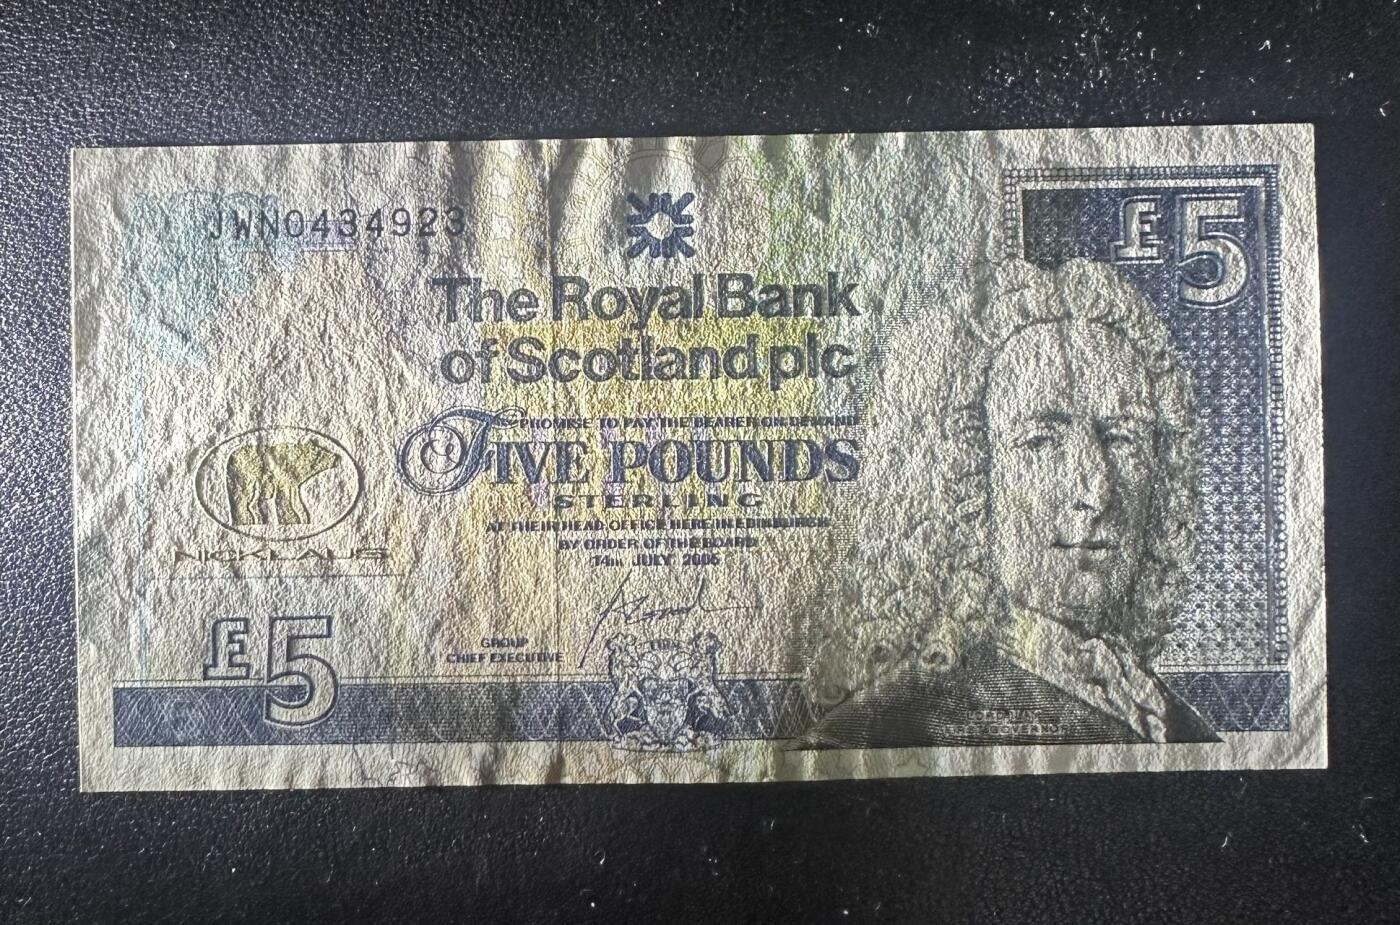 JWN0434923
£5
The Royal Bank
of Scotland plc
PROMISE TO PAY THE BEARER ON DEMAND
FIVE POUNDS
STERLING
AT THEIR HEAD OFFICE HERE IN EDINBURGH
BY ORDER OF THE BOARD
14TH JULY 2005
NICKLAUS
GROUP
CHIEF EXECUTIVE
£5
FIRST GOVERNOR